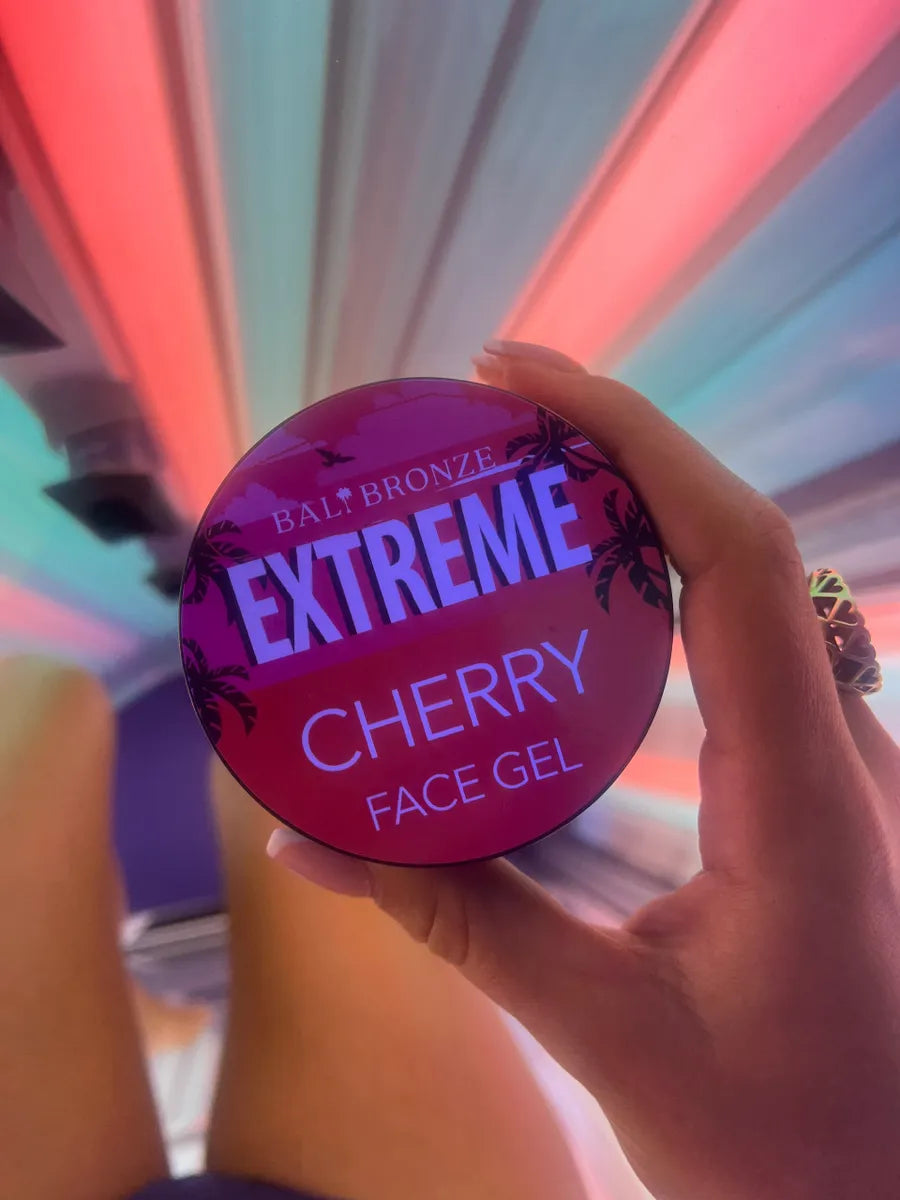 BALI BRONZE
EXTREME
CHERRY
FACE GEL